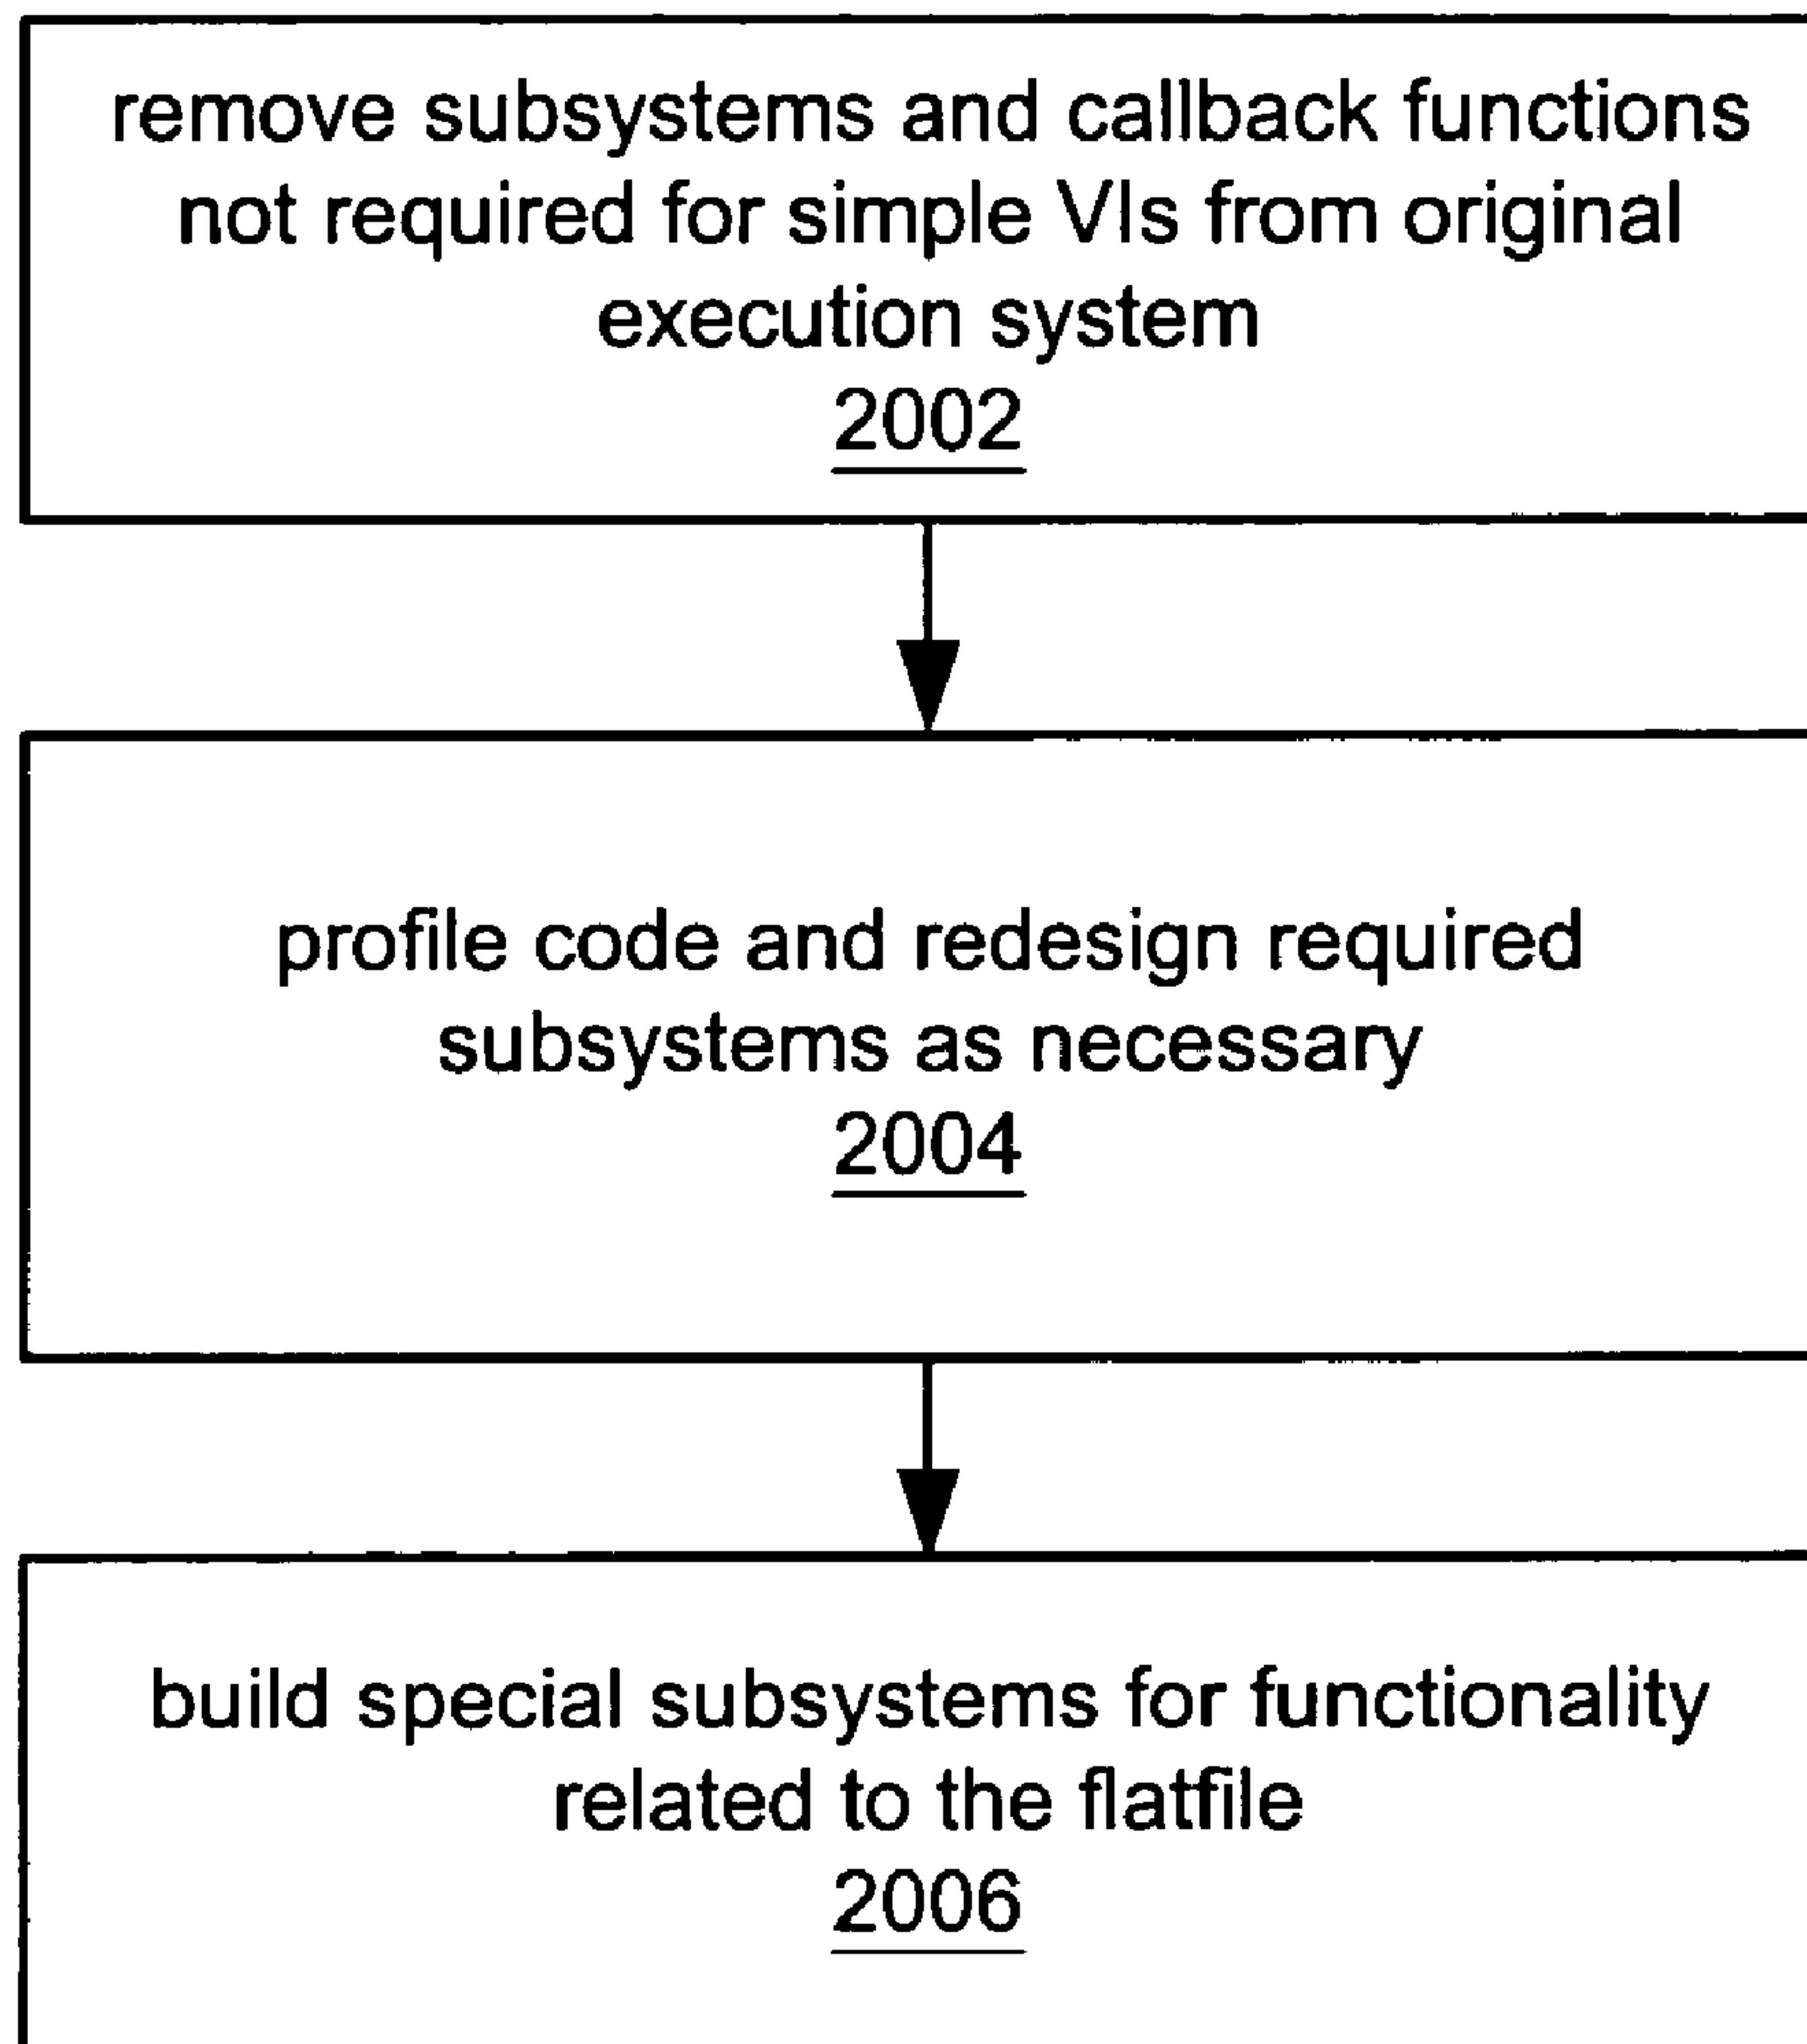 remove subsystems and callback functions
not required for simple VIs from original
execution system
2002
profile code and redesign required
subsystems as necessary
2004
build special subsystems for functionality
related to the flatfile
2006